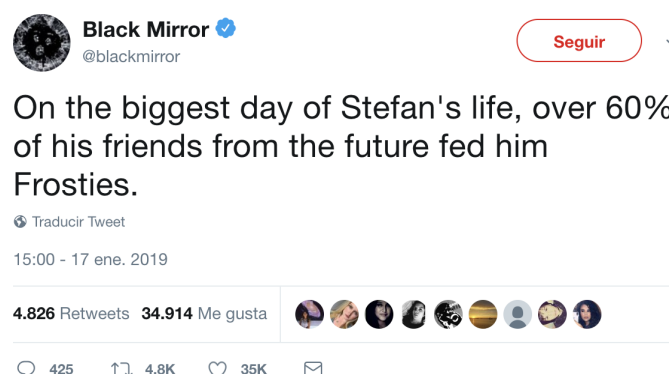 Black Mirror
@blackmirror
Seguir
On the biggest day of Stefan's life, over 60%
of his friends from the future fed him
Frosties.
Traducir Tweet
15:00 - 17 ene. 2019
4.826 Retweets 34.914 Me gusta
425 4.8K 35K